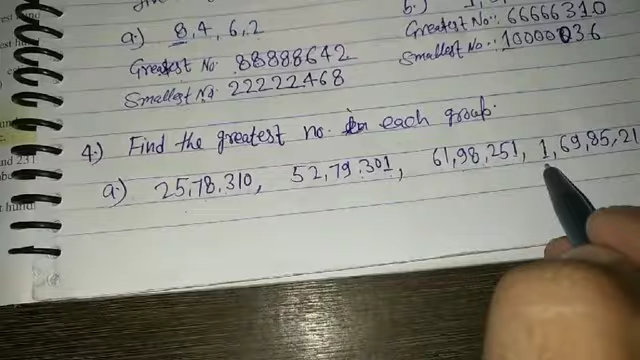 a.) 8, 4, 6, 2
Greatest No: 88888642
Smallest No: 22222468
b.)
Greatest No.: 66666310
Smallest No.: 10000036
4.) Find the greatest no. in each group.
a.) 25,78,310, 52,79,301, 61,98,251, 1,69,85,21